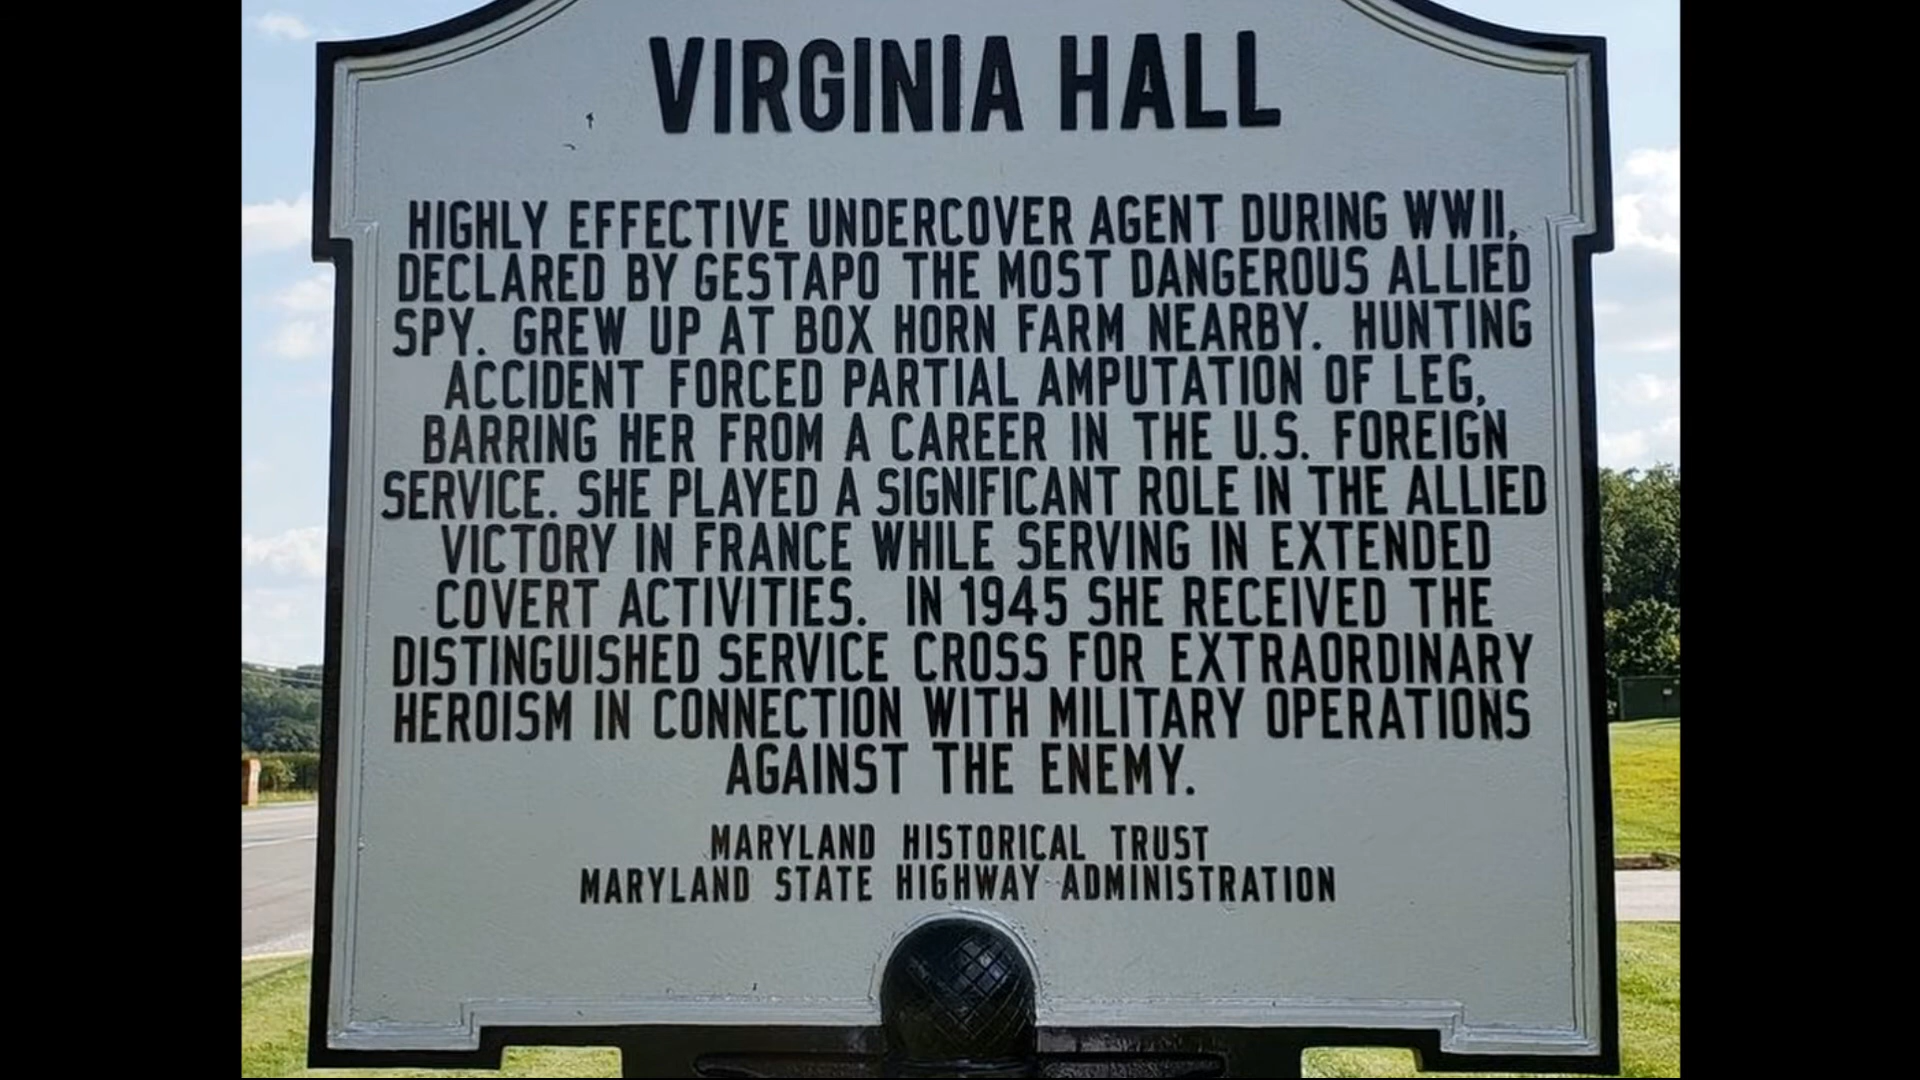 VIRGINIA HALL
HIGHLY EFFECTIVE UNDERCOVER AGENT DURING WWII,
DECLARED BY GESTAPO THE MOST DANGEROUS ALLIED
SPY. GREW UP AT BOX HORN FARM NEARBY. HUNTING
ACCIDENT FORCED PARTIAL AMPUTATION OF LEG,
BARRING HER FROM A CAREER IN THE U.S. FOREIGN
SERVICE. SHE PLAYED A SIGNIFICANT ROLE IN THE ALLIED
VICTORY IN FRANCE WHILE SERVING IN EXTENDED
COVERT ACTIVITIES. IN 1945 SHE RECEIVED THE
DISTINGUISHED SERVICE CROSS FOR EXTRAORDINARY
HEROISM IN CONNECTION WITH MILITARY OPERATIONS
AGAINST THE ENEMY.
MARYLAND HISTORICAL TRUST
MARYLAND STATE HIGHWAY ADMINISTRATION